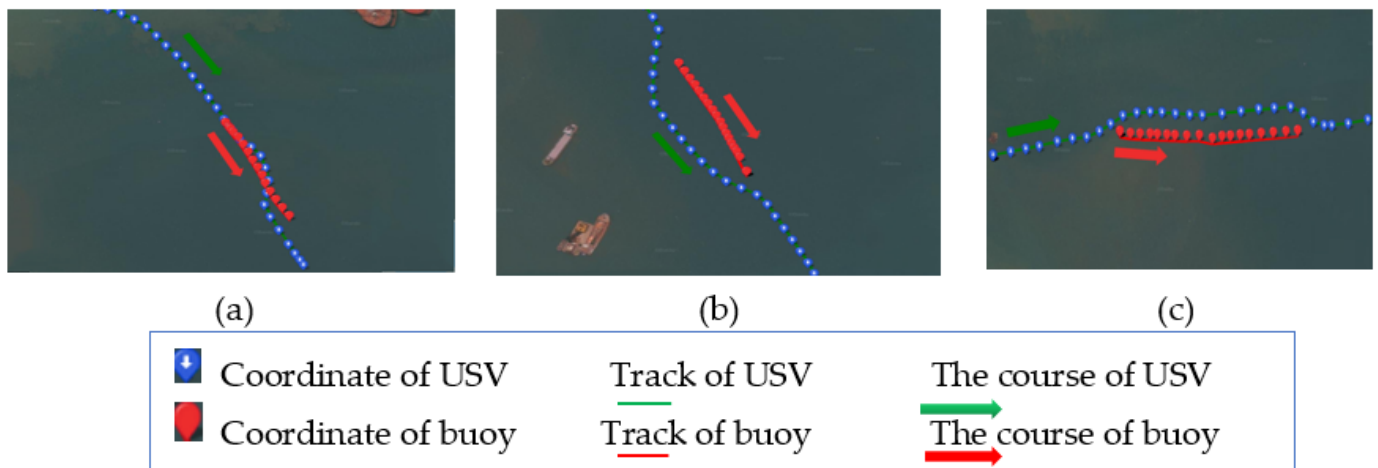 (a) (b) (c)
Coordinate of USV Track of USV The course of USV
Coordinate of buoy Track of buoy The course of buoy